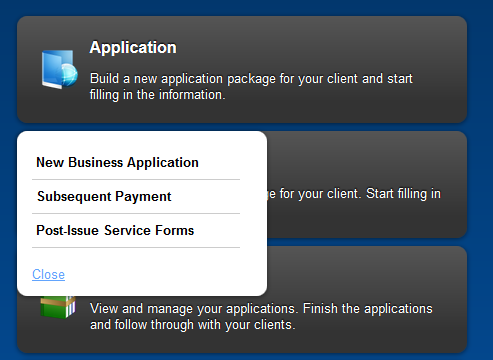 Application
Build a new application package for your client and start
filling in the information.
New Business Application
Subsequent Payment
ge for your client. Start filling in
Post-Issue Service Forms
Close
View and manage your applications. Finish the applications
and follow through with your clients.